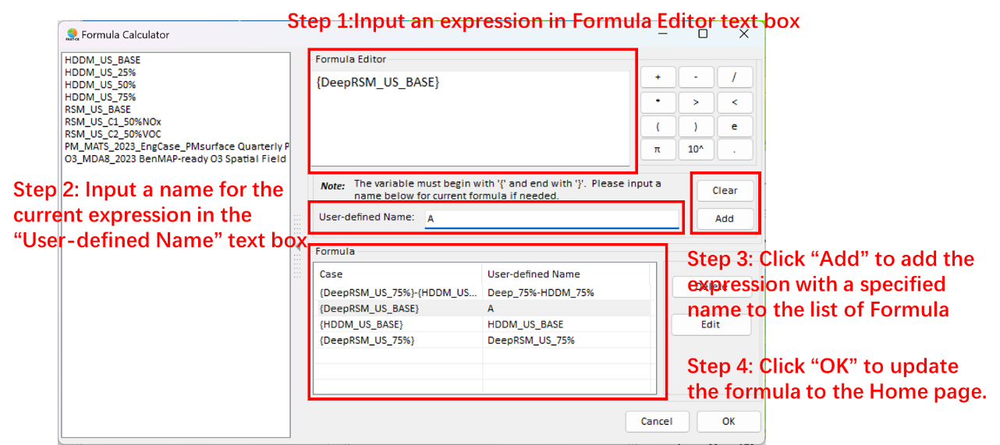 Step 1:Input an expression in Formula Editor text box
Formula Calculator
HDDM_US_BASE
HDDM_US_25%
HDDM_US_50%
HDDM_US_75%
RSM_US_BASE
RSM_US_C1_50%NOx
RSM_US_C2_50%VOC
PM_MATS_2023_EngCase_PMsurface Quarterly P
O3_MDA8_2023 BenMAP-ready O3 Spatial Field
Formula Editor
{DeepRSM_US_BASE}
+ - /
* > <
( ) e
π 10^ .
Note: The variable must begin with '{' and end with '}'. Please input a
name below for current formula if needed.
Clear
User-defined Name: A
Add
Step 2: Input a name for the
current expression in the
“User-defined Name” text box
Formula
Case User-defined Name
{DeepRSM_US_75%}-{HDDM_US... Deep_75%-HDDM_75%
{DeepRSM_US_BASE} A
{HDDM_US_BASE} HDDM_US_BASE
{DeepRSM_US_75%} DeepRSM_US_75%
Delete
Edit
Step 3: Click “Add” to add the
expression with a specified
name to the list of Formula
Step 4: Click “OK” to update
the formula to the Home page.
Cancel OK